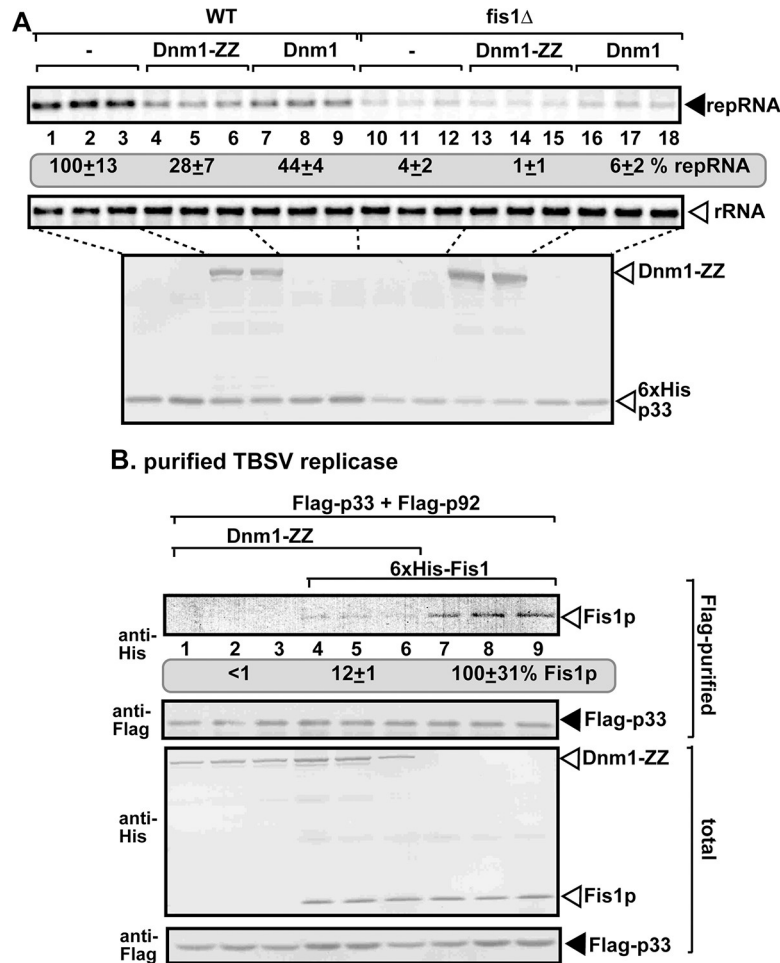 A
WT fis1Δ
- Dnm1-ZZ Dnm1 - Dnm1-ZZ Dnm1
repRNA
1 2 3 4 5 6 7 8 9 10 11 12 13 14 15 16 17 18
100±13 28±7 44±4 4±2 1±1 6±2 % repRNA
rRNA
Dnm1-ZZ
6xHis
p33
B. purified TBSV replicase
Flag-p33 + Flag-p92
Dnm1-ZZ
6xHis-Fis1
Fis1p
anti-
His
1 2 3 4 5 6 7 8 9
<1 12±1 100±31% Fis1p
anti-
Flag
Flag-p33
Flag-purified
Dnm1-ZZ
anti-
His
Fis1p
anti-
Flag
Flag-p33
total